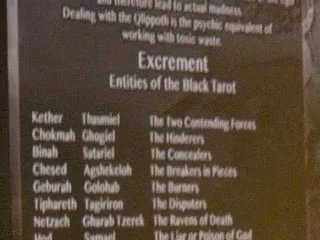 and therefore lead to actual madness.
Dealing with the Qlippoth is the psychic equivalent of
working with toxic waste.
Excrement
Entities of the Black Tarot
Kether Thaumiel The Two Contending Forces
Chokmah Ghogiel The Hinderers
Binah Satariel The Concealers
Chesed Agshekeloh The Breakers in Pieces
Geburah Golohab The Burners
Tiphareth Tagiriron The Disputers
Netzach Gharab Tzerek The Ravens of Death
Hod Samael The Liar or Poison of God